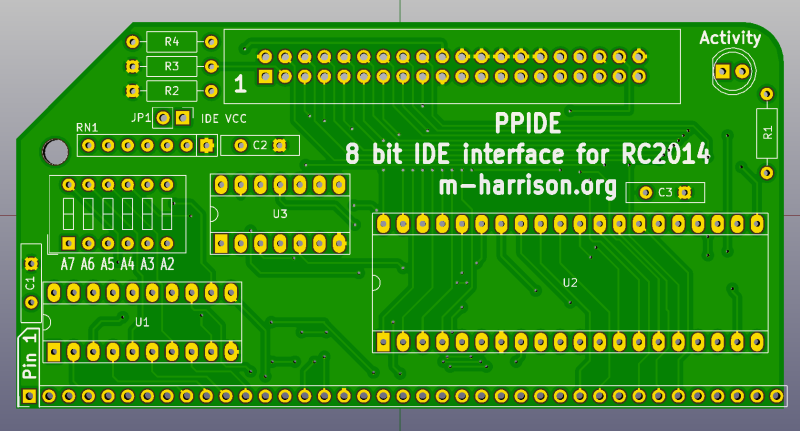 Activity
R4
R3
R2
1
JP1 IDE VCC
RN1
C2
R1
PPIDE
8 bit IDE interface for RC2014
m-harrison.org
C3
U3
A7 A6 A5 A4 A3 A2
C1
U2
U1
Pin 1